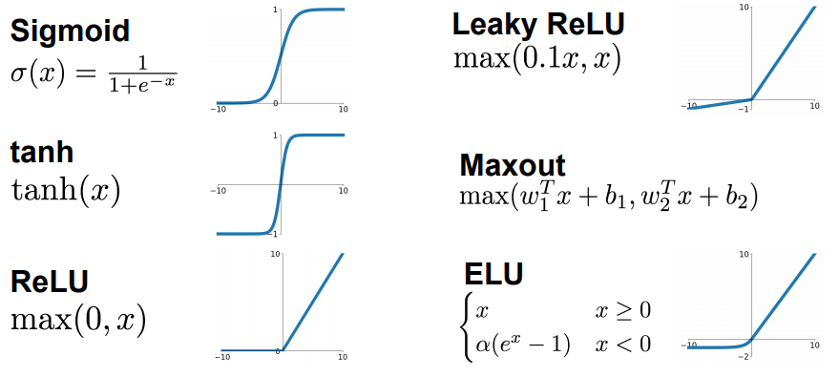 Sigmoid
σ(x) = 1/(1+e^{-x})
1
-10
0
10
tanh
tanh(x)
1
-10
10
-1
ReLU
max(0, x)
10
-10
0
10
Leaky ReLU
max(0.1x, x)
10
-10
-1
10
Maxout
max(w_1^T x + b_1, w_2^T x + b_2)
ELU
x x ≥ 0
α(e^x − 1) x < 0
10
-10
-2
10